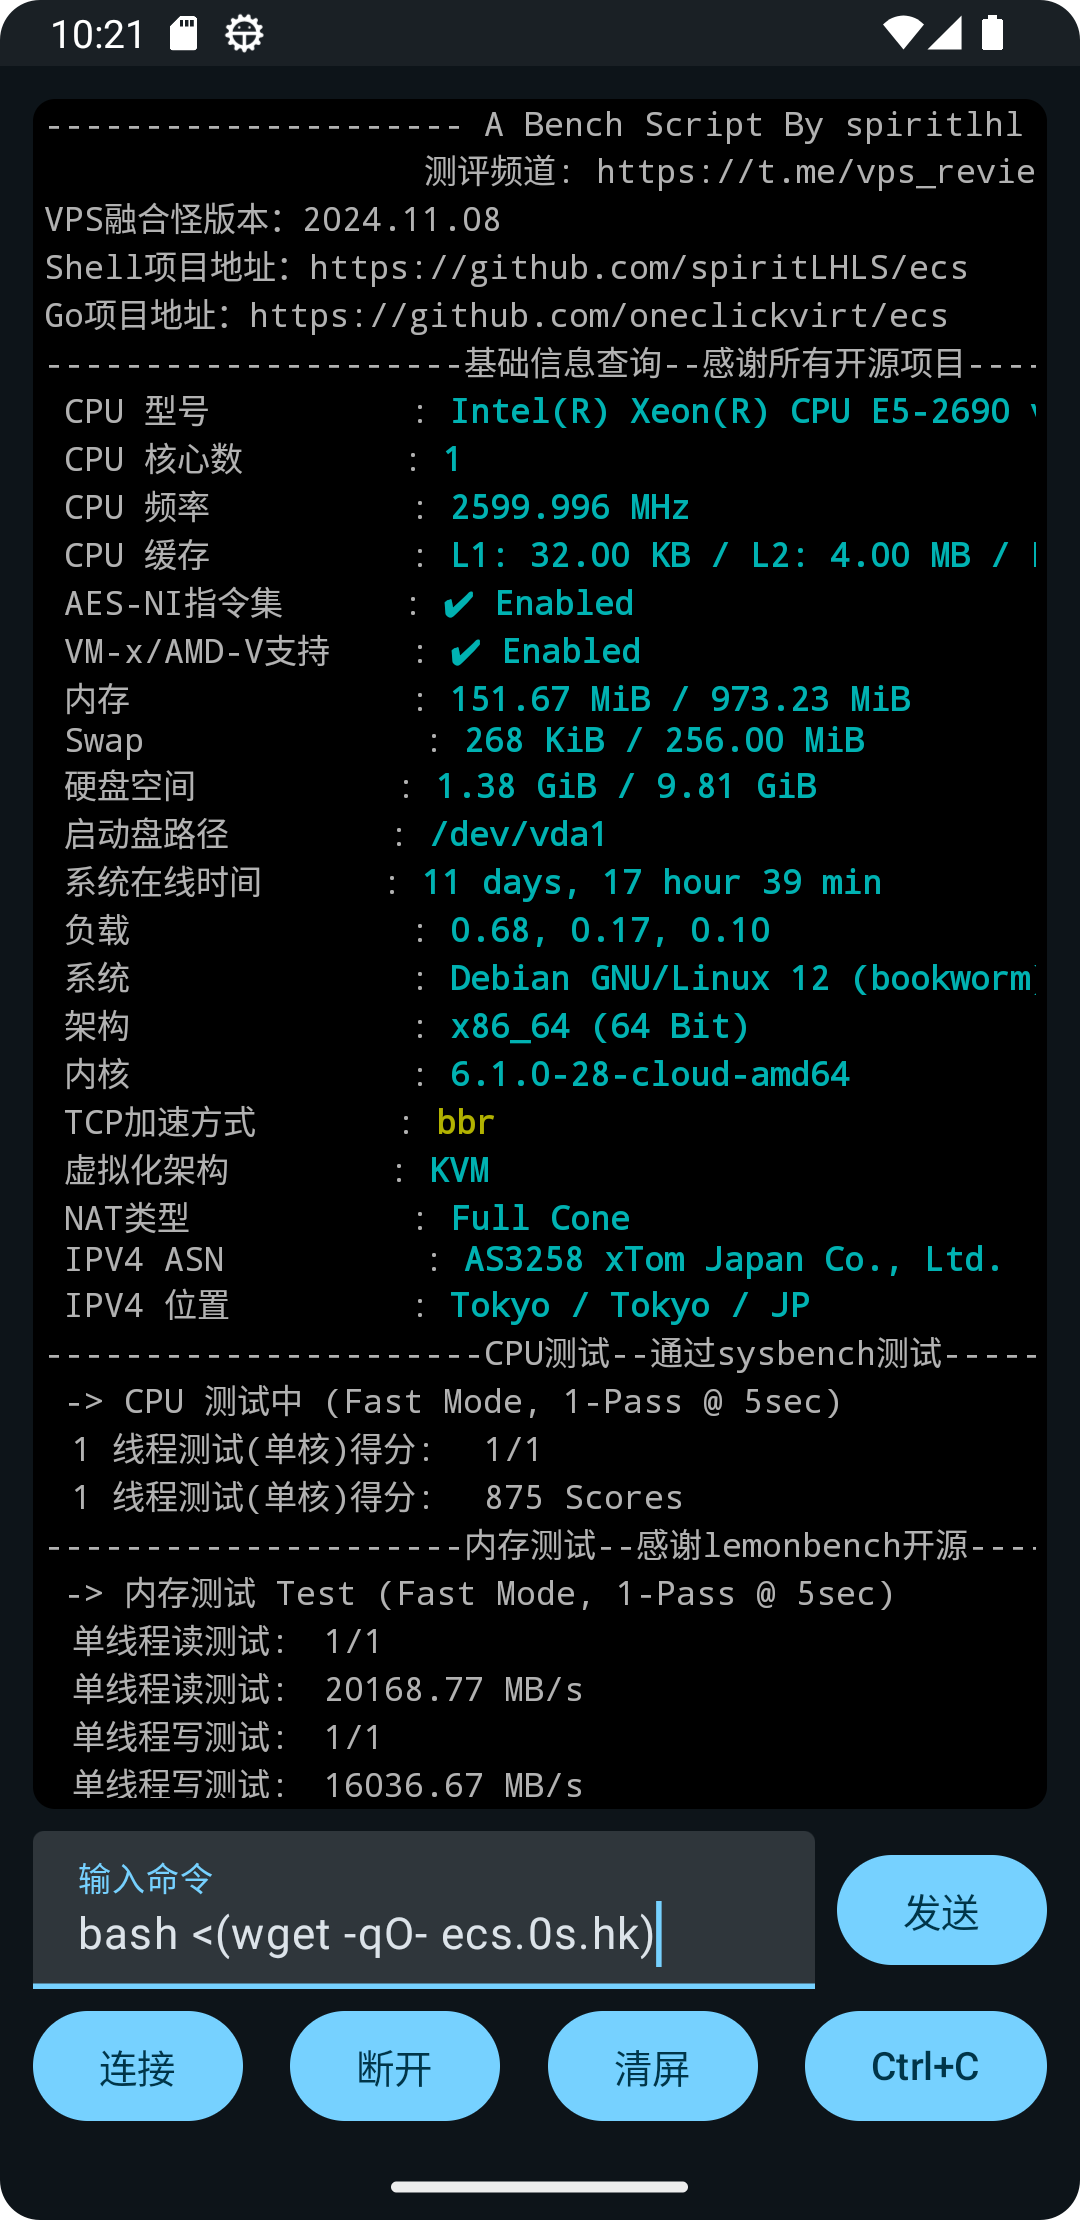 10:21
--------------------- A Bench Script By spiritlhl
测评频道: https://t.me/vps_revie
VPS融合怪版本：2024.11.08
Shell项目地址：https://github.com/spiritLHLS/ecs
Go项目地址：https://github.com/oneclickvirt/ecs
---------------------基础信息查询--感谢所有开源项目----
CPU 型号 : Intel(R) Xeon(R) CPU E5-2690
CPU 核心数 : 1
CPU 频率 : 2599.996 MHz
CPU 缓存 : L1: 32.00 KB / L2: 4.00 MB /
AES-NI指令集 : ✔ Enabled
VM-x/AMD-V支持 : ✔ Enabled
内存 : 151.67 MiB / 973.23 MiB
Swap : 268 KiB / 256.00 MiB
硬盘空间 : 1.38 GiB / 9.81 GiB
启动盘路径 : /dev/vda1
系统在线时间 : 11 days, 17 hour 39 min
负载 : 0.68, 0.17, 0.10
系统 : Debian GNU/Linux 12 (bookworm)
架构 : x86_64 (64 Bit)
内核 : 6.1.0-28-cloud-amd64
TCP加速方式 : bbr
虚拟化架构 : KVM
NAT类型 : Full Cone
IPV4 ASN : AS3258 xTom Japan Co., Ltd.
IPV4 位置 : Tokyo / Tokyo / JP
----------------------CPU测试--通过sysbench测试-----
-> CPU 测试中 (Fast Mode, 1-Pass @ 5sec)
1 线程测试(单核)得分: 1/1
1 线程测试(单核)得分: 875 Scores
---------------------内存测试--感谢lemonbench开源----
-> 内存测试 Test (Fast Mode, 1-Pass @ 5sec)
单线程读测试: 1/1
单线程读测试: 20168.77 MB/s
单线程写测试: 1/1
单线程写测试: 16036.67 MB/s
输入命令
bash <(wget -qO- ecs.0s.hk)
发送
连接 断开 清屏 Ctrl+C